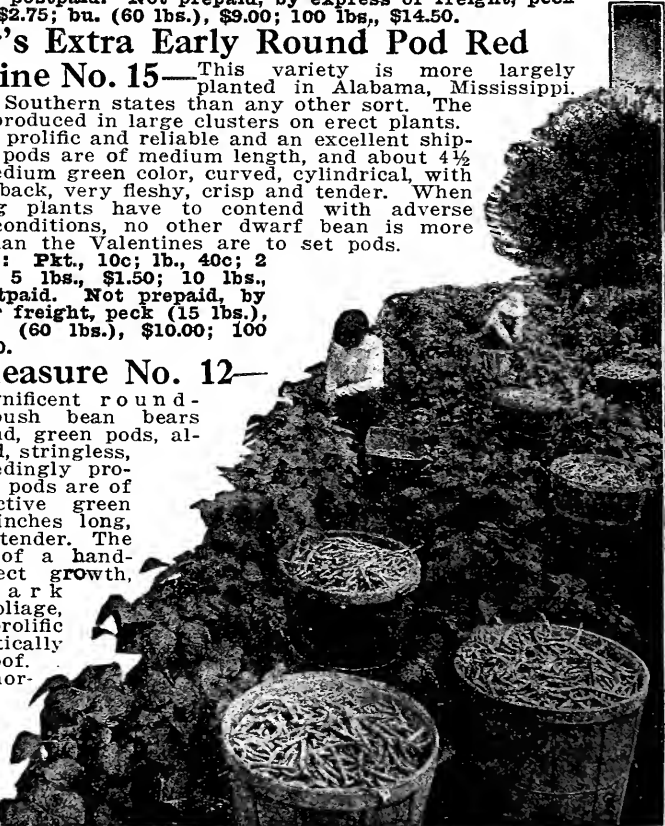 postpaid. Not prepaid, by express or freight, peck
$2.75; bu. (60 lbs.), $9.00; 100 lbs., $14.50.
's Extra Early Round Pod Red
ine No. 15—This variety is more largely
planted in Alabama, Mississippi.
Southern states than any other sort. The
produced in large clusters on erect plants.
prolific and reliable and an excellent ship-
pods are of medium length, and about 4½
edium green color, curved, cylindrical, with
back, very fleshy, crisp and tender. When
g plants have to contend with adverse
conditions, no other dwarf bean is more
an the Valentines are to set pods.
: Pkt., 10c; lb., 40c; 2
5 lbs., $1.50; 10 lbs.,
tpaid. Not prepaid, by
freight, peck (15 lbs.),
(60 lbs.), $10.00; 100
0.
easure No. 12—
gnificent round-
bush bean bears
nd, green pods, al-
d, stringless,
edingly pro-
pods are of
ctive green
inches long,
tender. The
of a hand-
ect growth,
ark
oliage,
prolific
tically
oof.
nor-